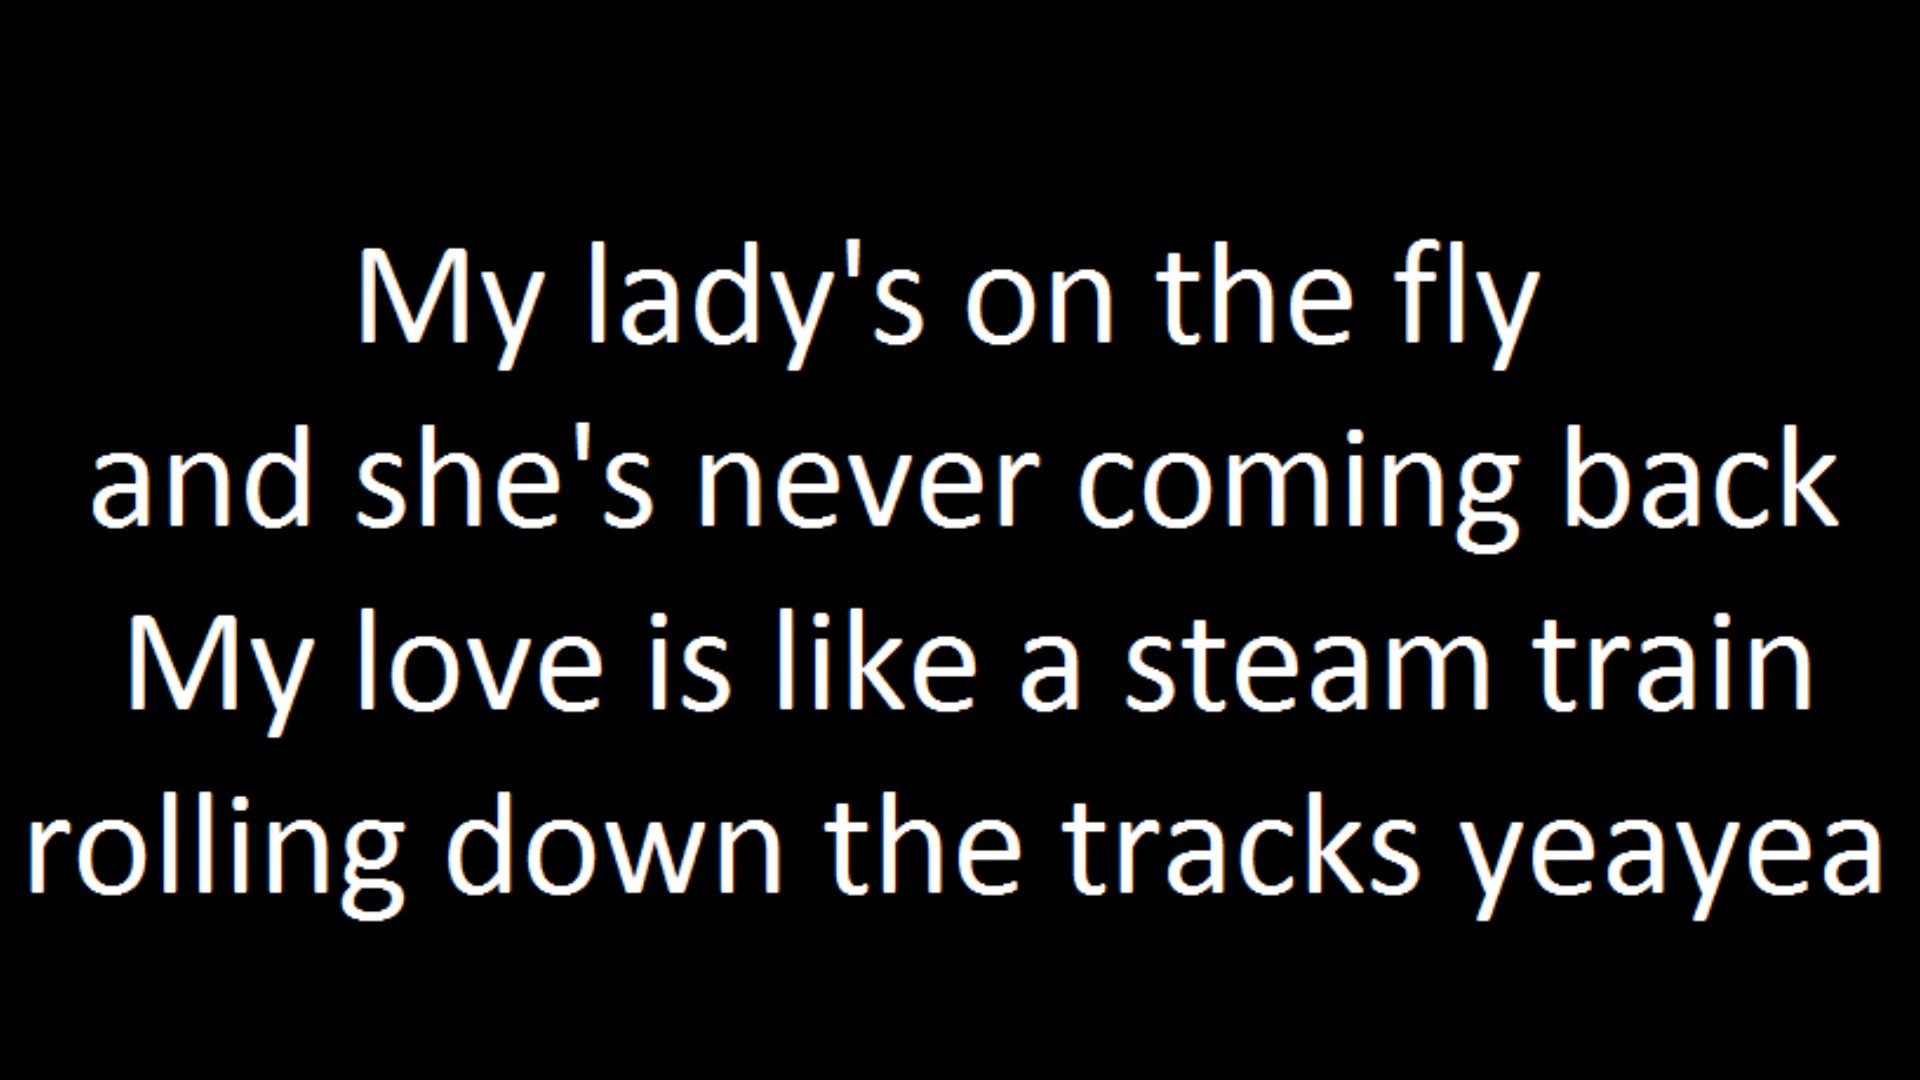 My lady's on the fly
and she's never coming back
My love is like a steam train
rolling down the tracks yeayea